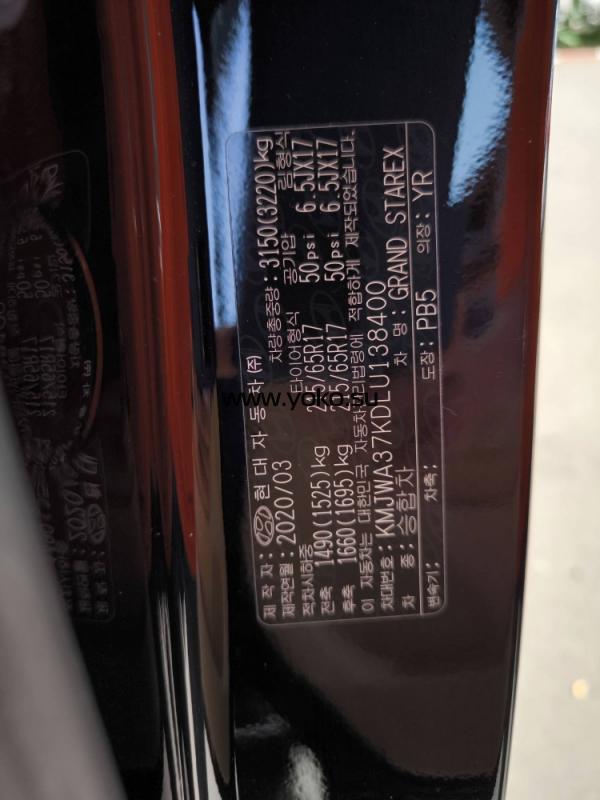 제 작 자 : HYUNDAI 현 대 자 동 차 (주)
제작연월 : 2020/03 차량총중량 : 3150(3220)kg
적차시하중 타이어형식 공기압 림형식
전축 1490(1525)kg 215/65R17 50psi 6.5JX17
후축 1660(1695)kg 215/65R17 50psi 6.5JX17
이 자동차는 대한민국 자동차관리법령에 적합하게 제작되었습니다.
차대번호 : KMJWA37KDLU138400
차 종 : 승합차 차 명 : GRAND STAREX
변속기 : 차축 : 도장 : PB5 의장 : YR
www.yoko.su